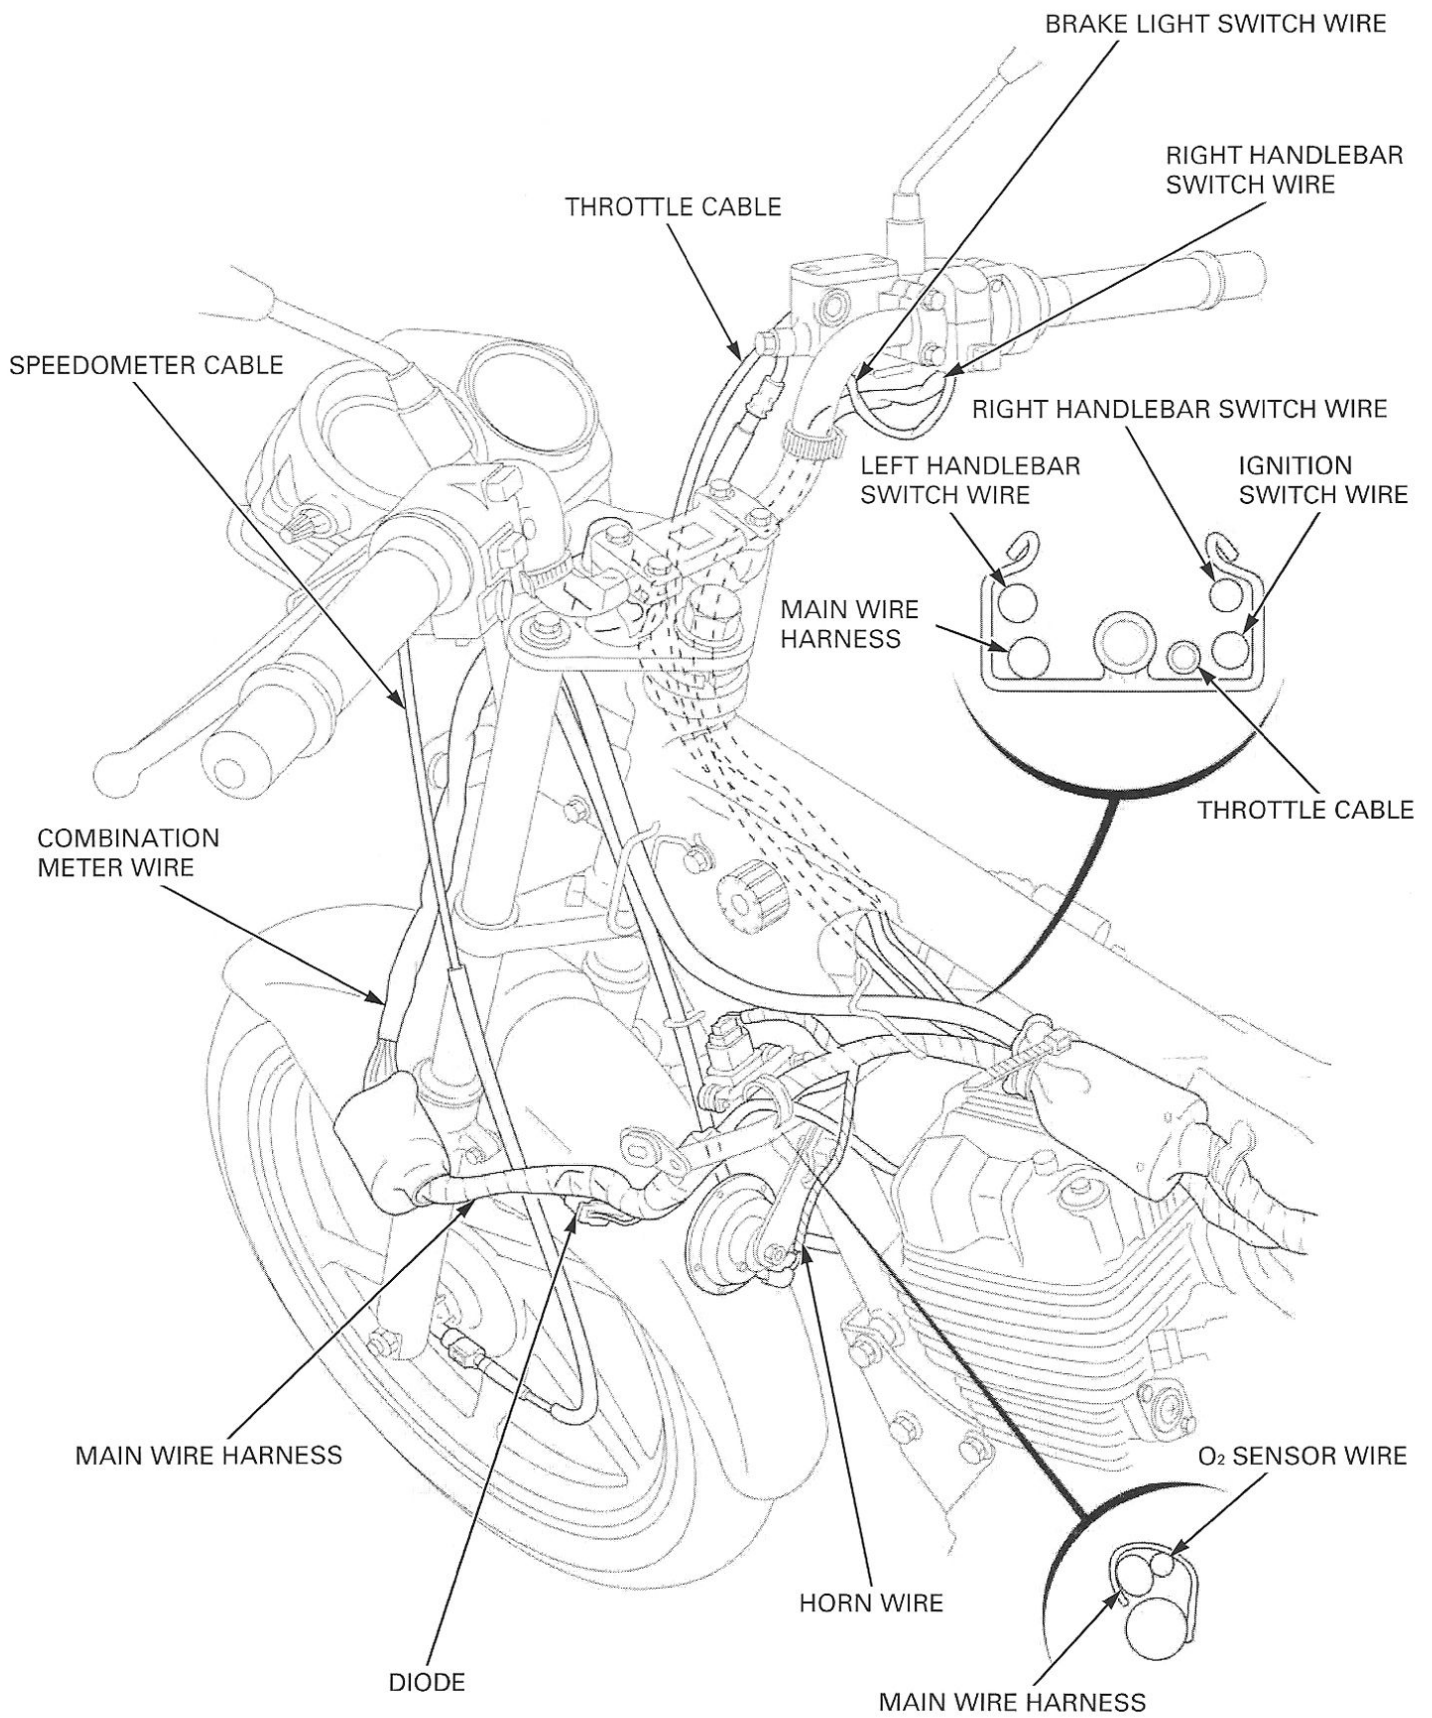 BRAKE LIGHT SWITCH WIRE
RIGHT HANDLEBAR
SWITCH WIRE
THROTTLE CABLE
SPEEDOMETER CABLE
RIGHT HANDLEBAR SWITCH WIRE
LEFT HANDLEBAR
SWITCH WIRE
IGNITION
SWITCH WIRE
MAIN WIRE
HARNESS
THROTTLE CABLE
COMBINATION
METER WIRE
MAIN WIRE HARNESS
O₂ SENSOR WIRE
HORN WIRE
DIODE
MAIN WIRE HARNESS